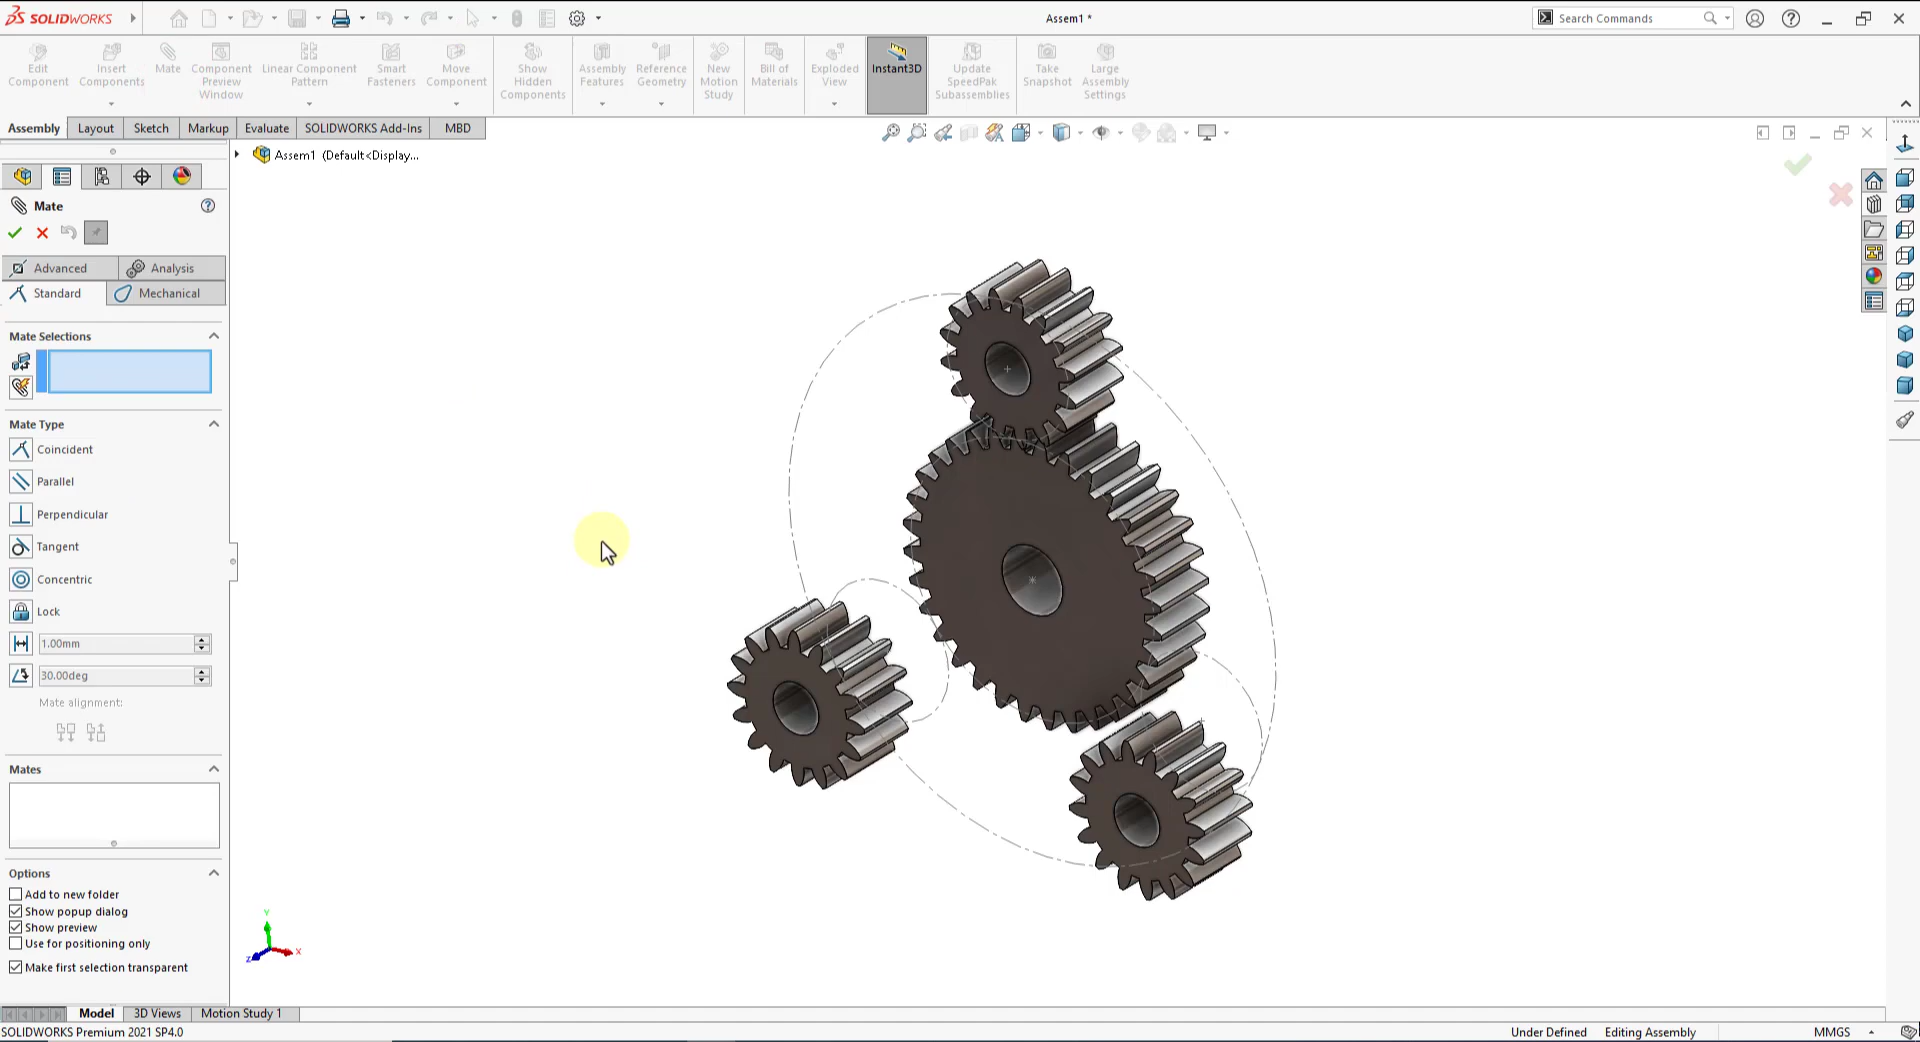 SOLIDWORKS
Assem1 *
Search Commands
Edit Component
Insert Components
Mate
Component Preview Window
Linear Component Pattern
Smart Fasteners
Move Component
Show Hidden Components
Assembly Features
Reference Geometry
New Motion Study
Bill of Materials
Exploded View
Instant3D
Update SpeedPak Subassemblies
Take Snapshot
Large Assembly Settings
Assembly
Layout
Sketch
Markup
Evaluate
SOLIDWORKS Add-Ins
MBD
Assem1 (Default<Display...
Mate
Advanced
Analysis
Standard
Mechanical
Mate Selections
Mate Type
Coincident
Parallel
Perpendicular
Tangent
Concentric
Lock
1.00mm
30.00deg
Mate alignment:
Mates
Options
Add to new folder
Show popup dialog
Show preview
Use for positioning only
Make first selection transparent
Y
X
Z
Model
3D Views
Motion Study 1
SOLIDWORKS Premium 2021 SP4.0
Under Defined
Editing Assembly
MMGS